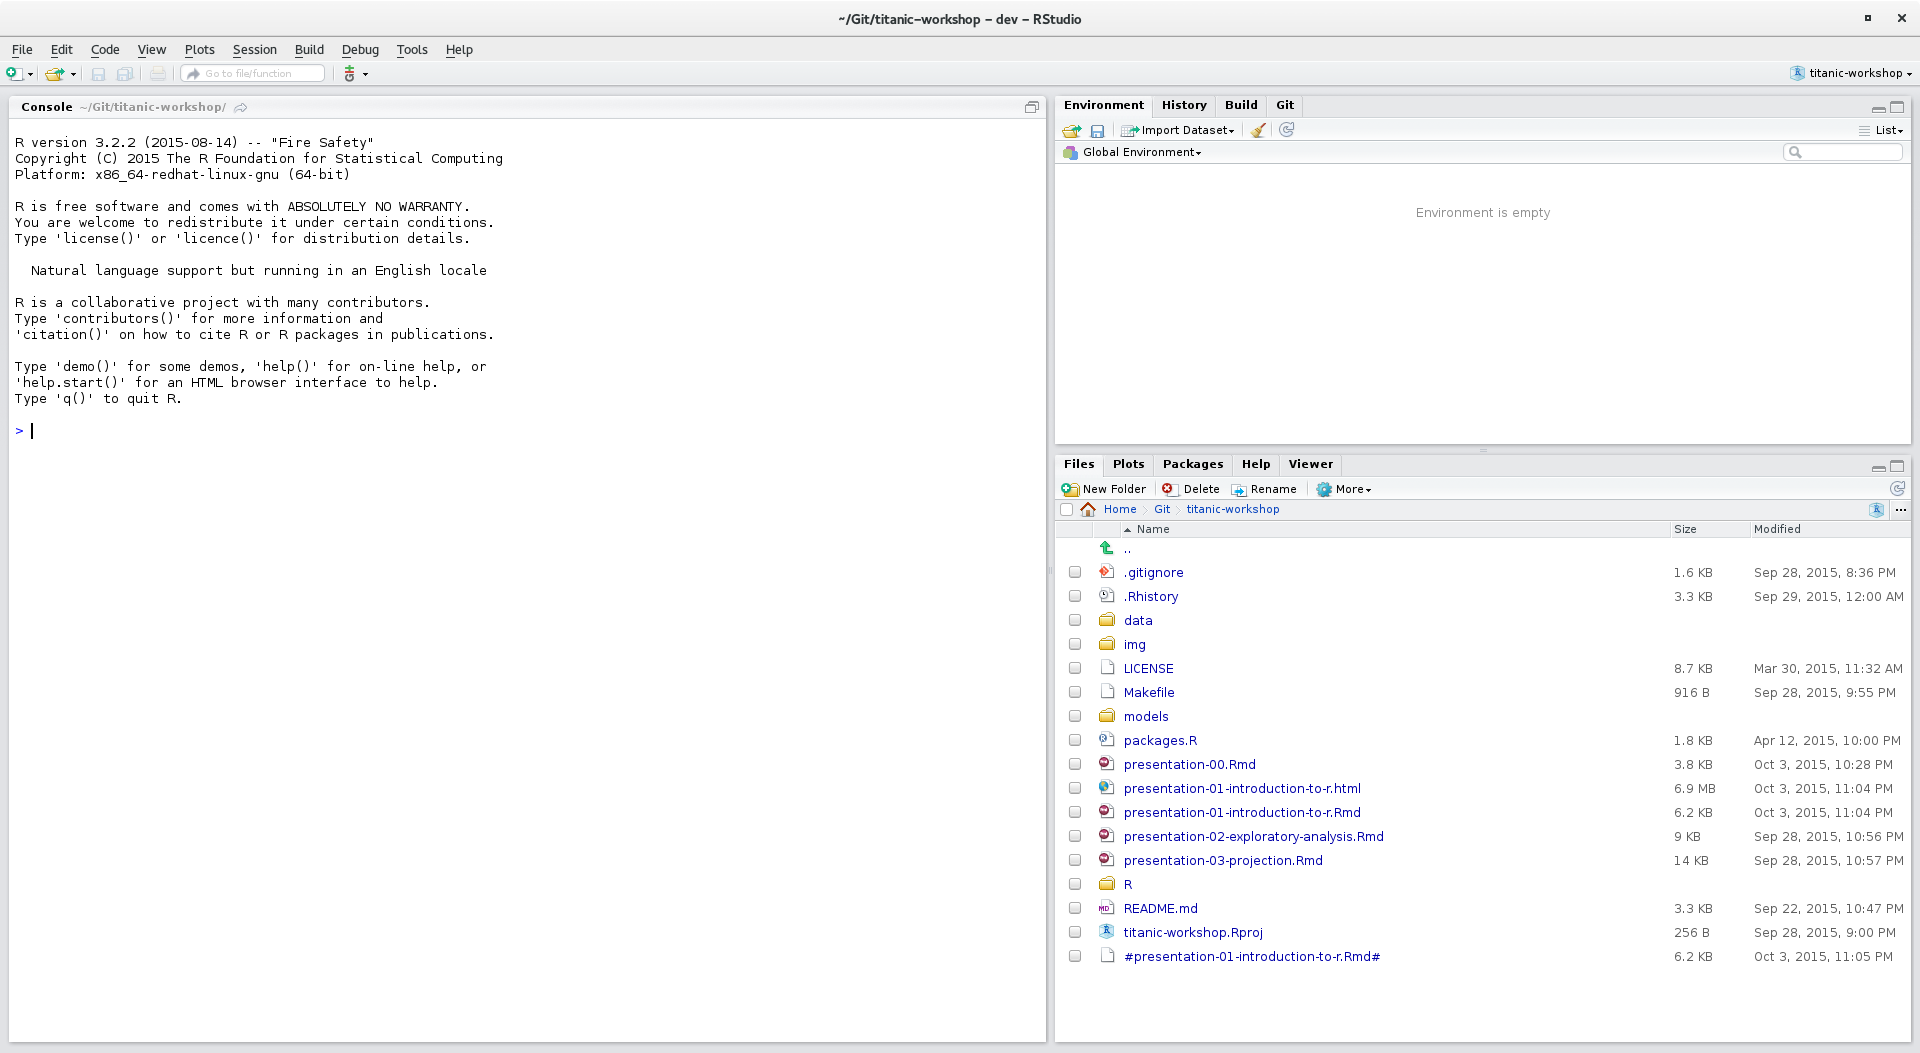 ~/Git/titanic-workshop - dev - RStudio
File Edit Code View Plots Session Build Debug Tools Help
Go to file/function
titanic-workshop
Console ~/Git/titanic-workshop/
R version 3.2.2 (2015-08-14) -- "Fire Safety"
Copyright (C) 2015 The R Foundation for Statistical Computing
Platform: x86_64-redhat-linux-gnu (64-bit)
R is free software and comes with ABSOLUTELY NO WARRANTY.
You are welcome to redistribute it under certain conditions.
Type 'license()' or 'licence()' for distribution details.
Natural language support but running in an English locale
R is a collaborative project with many contributors.
Type 'contributors()' for more information and
'citation()' on how to cite R or R packages in publications.
Type 'demo()' for some demos, 'help()' for on-line help, or
'help.start()' for an HTML browser interface to help.
Type 'q()' to quit R.
>
Environment History Build Git
Import Dataset List
Global Environment
Environment is empty
Files Plots Packages Help Viewer
New Folder Delete Rename More
Home Git titanic-workshop ...
Name Size Modified
..
.gitignore 1.6 KB Sep 28, 2015, 8:36 PM
.Rhistory 3.3 KB Sep 29, 2015, 12:00 AM
data
img
LICENSE 8.7 KB Mar 30, 2015, 11:32 AM
Makefile 916 B Sep 28, 2015, 9:55 PM
models
packages.R 1.8 KB Apr 12, 2015, 10:00 PM
presentation-00.Rmd 3.8 KB Oct 3, 2015, 10:28 PM
presentation-01-introduction-to-r.html 6.9 MB Oct 3, 2015, 11:04 PM
presentation-01-introduction-to-r.Rmd 6.2 KB Oct 3, 2015, 11:04 PM
presentation-02-exploratory-analysis.Rmd 9 KB Sep 28, 2015, 10:56 PM
presentation-03-projection.Rmd 14 KB Sep 28, 2015, 10:57 PM
R
README.md 3.3 KB Sep 22, 2015, 10:47 PM
titanic-workshop.Rproj 256 B Sep 28, 2015, 9:00 PM
#presentation-01-introduction-to-r.Rmd# 6.2 KB Oct 3, 2015, 11:05 PM